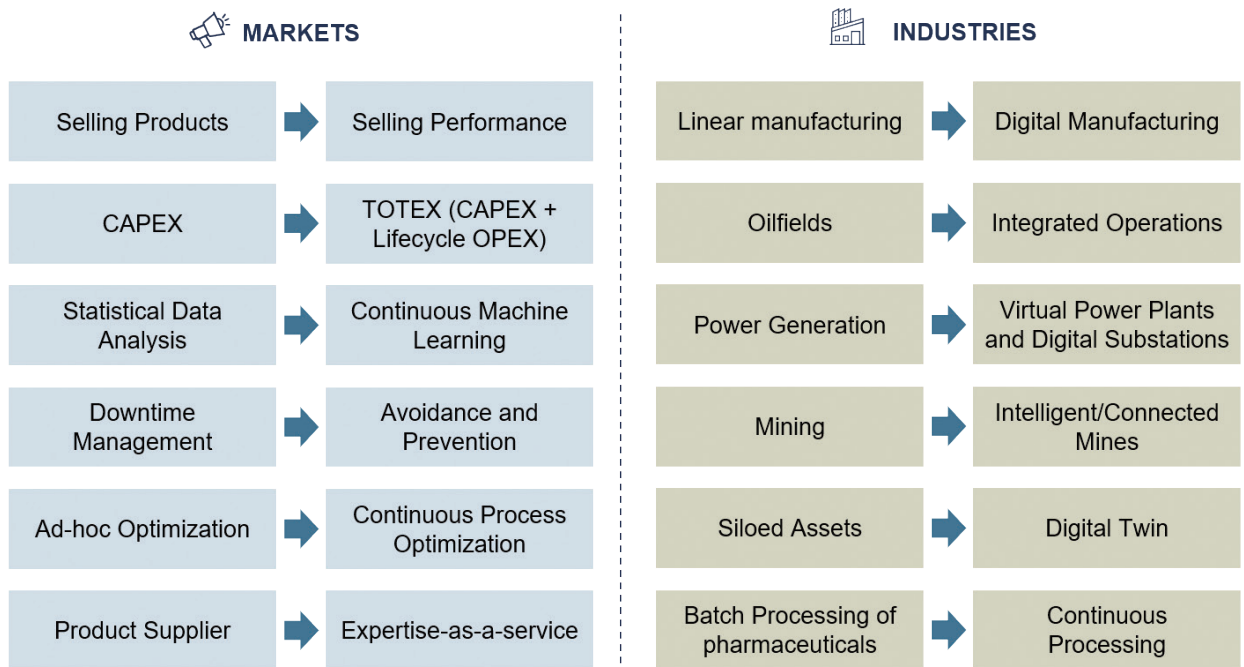 MARKETS
Selling Products
Selling Performance
CAPEX
TOTEX (CAPEX +
Lifecycle OPEX)
Statistical Data
Analysis
Continuous Machine
Learning
Downtime
Management
Avoidance and
Prevention
Ad-hoc Optimization
Continuous Process
Optimization
Product Supplier
Expertise-as-a-service
INDUSTRIES
Linear manufacturing
Digital Manufacturing
Oilfields
Integrated Operations
Power Generation
Virtual Power Plants
and Digital Substations
Mining
Intelligent/Connected
Mines
Siloed Assets
Digital Twin
Batch Processing of
pharmaceuticals
Continuous
Processing